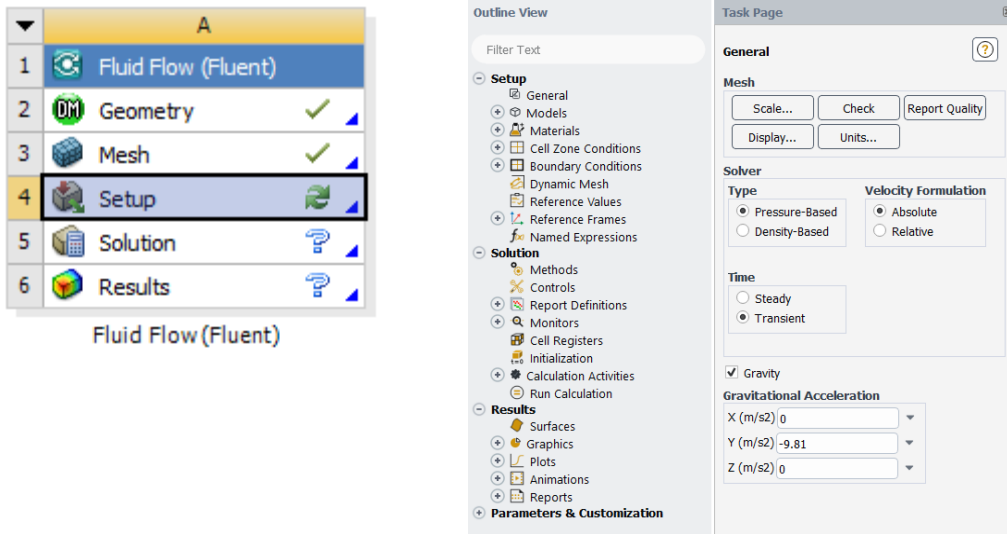 A
1 Fluid Flow (Fluent)
2 DM Geometry
3 Mesh
4 Setup
5 Solution ?
6 Results ?
Fluid Flow (Fluent)
Outline View
Filter Text
Setup
General
Models
Materials
Cell Zone Conditions
Boundary Conditions
Dynamic Mesh
Reference Values
Reference Frames
fx Named Expressions
Solution
Methods
Controls
Report Definitions
Monitors
Cell Registers
Initialization
Calculation Activities
Run Calculation
Results
Surfaces
Graphics
Plots
Animations
Reports
Parameters & Customization
Task Page
General ?
Mesh
Scale... Check Report Quality
Display... Units...
Solver
Type Velocity Formulation
Pressure-Based Absolute
Density-Based Relative
Time
Steady
Transient
Gravity
Gravitational Acceleration
X (m/s2) 0
Y (m/s2) -9.81
Z (m/s2) 0